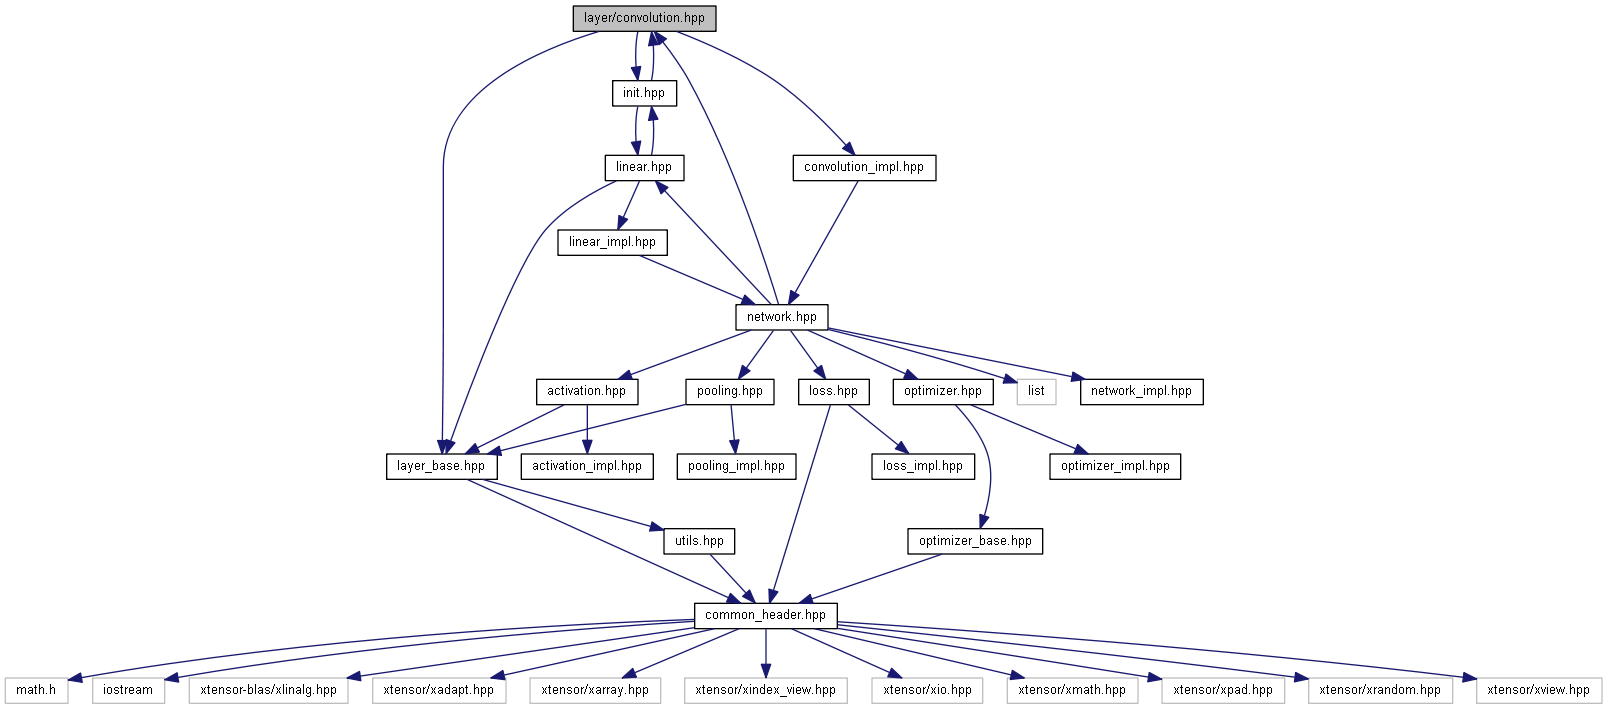 layer/convolution.hpp
init.hpp
linear.hpp
convolution_impl.hpp
linear_impl.hpp
network.hpp
activation.hpp
pooling.hpp
loss.hpp
optimizer.hpp
list
network_impl.hpp
layer_base.hpp
activation_impl.hpp
pooling_impl.hpp
loss_impl.hpp
optimizer_impl.hpp
utils.hpp
optimizer_base.hpp
common_header.hpp
math.h
iostream
xtensor-blas/xlinalg.hpp
xtensor/xadapt.hpp
xtensor/xarray.hpp
xtensor/xindex_view.hpp
xtensor/xio.hpp
xtensor/xmath.hpp
xtensor/xpad.hpp
xtensor/xrandom.hpp
xtensor/xview.hpp